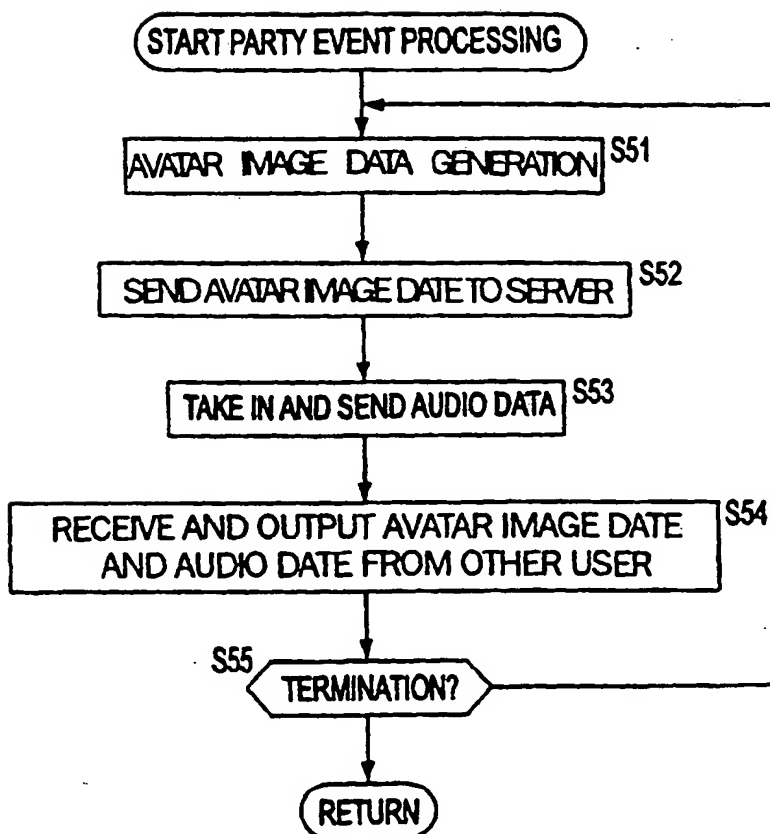 START PARTY EVENT PROCESSING
AVATAR IMAGE DATA GENERATION
S51
SEND AVATAR IMAGE DATE TO SERVER
S52
TAKE IN AND SEND AUDIO DATA
S53
RECEIVE AND OUTPUT AVATAR IMAGE DATE
AND AUDIO DATE FROM OTHER USER
S54
S55
TERMINATION?
RETURN